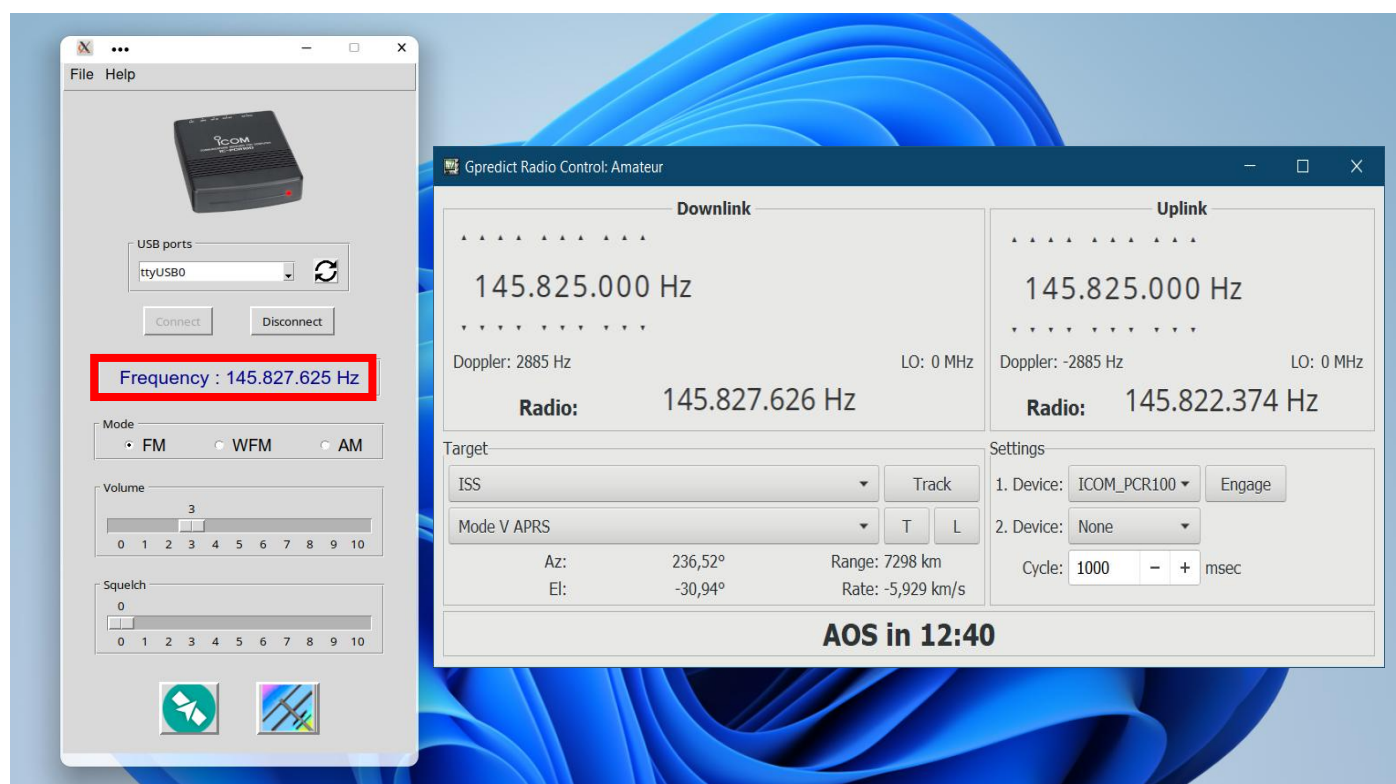 •••
File Help
ICOM
USB ports
ttyUSB0
Connect Disconnect
Frequency : 145.827.625 Hz
Mode
FM WFM AM
Volume
3
0 1 2 3 4 5 6 7 8 9 10
Squelch
0
0 1 2 3 4 5 6 7 8 9 10
Gpredict Radio Control: Amateur
Downlink
145.825.000 Hz
Doppler: 2885 Hz LO: 0 MHz
Radio: 145.827.626 Hz
Uplink
145.825.000 Hz
Doppler: -2885 Hz LO: 0 MHz
Radio: 145.822.374 Hz
Target
ISS Track
Mode V APRS T L
Az: 236,52° Range: 7298 km
El: -30,94° Rate: -5,929 km/s
Settings
1. Device: ICOM_PCR100 Engage
2. Device: None
Cycle: 1000 − + msec
AOS in 12:40